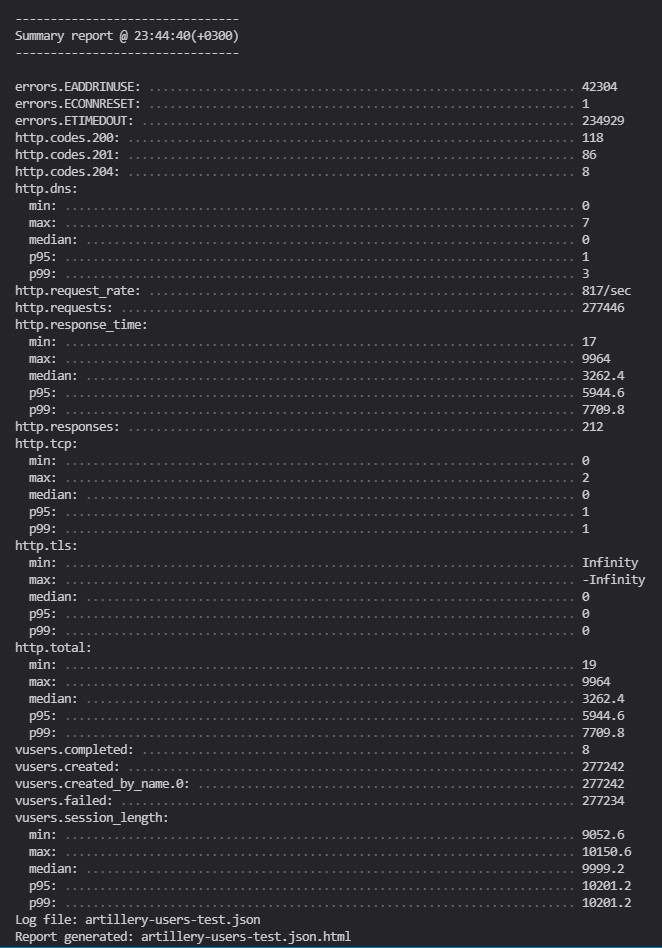 --------------------------------
Summary report @ 23:44:40(+0300)
--------------------------------
errors.EADDRINUSE: ............................................................. 42304
errors.ECONNRESET: ............................................................. 1
errors.ETIMEDOUT: .............................................................. 234929
http.codes.200: ................................................................ 118
http.codes.201: ................................................................ 86
http.codes.204: ................................................................ 8
http.dns:
  min: ......................................................................... 0
  max: ......................................................................... 7
  median: ...................................................................... 0
  p95: ......................................................................... 1
  p99: ......................................................................... 3
http.request_rate: ............................................................. 817/sec
http.requests: ................................................................. 277446
http.response_time:
  min: ......................................................................... 17
  max: ......................................................................... 9964
  median: ...................................................................... 3262.4
  p95: ......................................................................... 5944.6
  p99: ......................................................................... 7709.8
http.responses: ................................................................ 212
http.tcp:
  min: ......................................................................... 0
  max: ......................................................................... 2
  median: ...................................................................... 0
  p95: ......................................................................... 1
  p99: ......................................................................... 1
http.tls:
  min: ......................................................................... Infinity
  max: ......................................................................... -Infinity
  median: ...................................................................... 0
  p95: ......................................................................... 0
  p99: ......................................................................... 0
http.total:
  min: ......................................................................... 19
  max: ......................................................................... 9964
  median: ...................................................................... 3262.4
  p95: ......................................................................... 5944.6
  p99: ......................................................................... 7709.8
vusers.completed: .............................................................. 8
vusers.created: ................................................................ 277242
vusers.created_by_name.0: ...................................................... 277242
vusers.failed: ................................................................. 277234
vusers.session_length:
  min: ......................................................................... 9052.6
  max: ......................................................................... 10150.6
  median: ...................................................................... 9999.2
  p95: ......................................................................... 10201.2
  p99: ......................................................................... 10201.2
Log file: artillery-users-test.json
Report generated: artillery-users-test.json.html